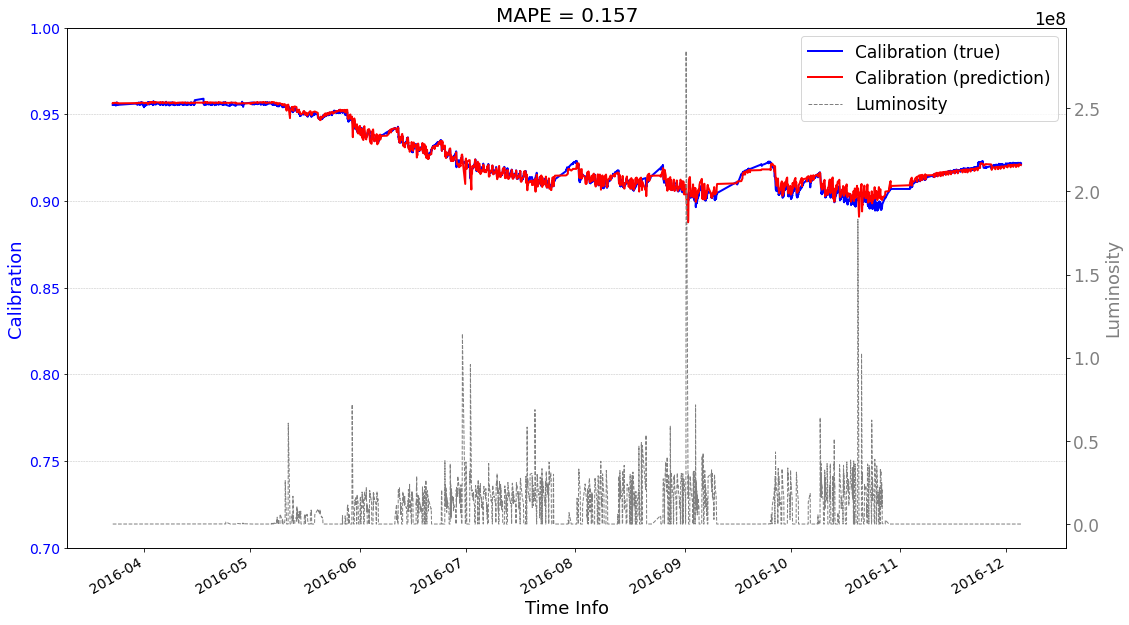 MAPE = 0.157
1e8
1.00
0.95
0.90
0.85
0.80
0.75
0.70
Calibration
Calibration (true)
Calibration (prediction)
Luminosity
2.5
2.0
1.5
1.0
0.5
0.0
Luminosity
2016-04
2016-05
2016-06
2016-07
2016-08
2016-09
2016-10
2016-11
2016-12
Time Info